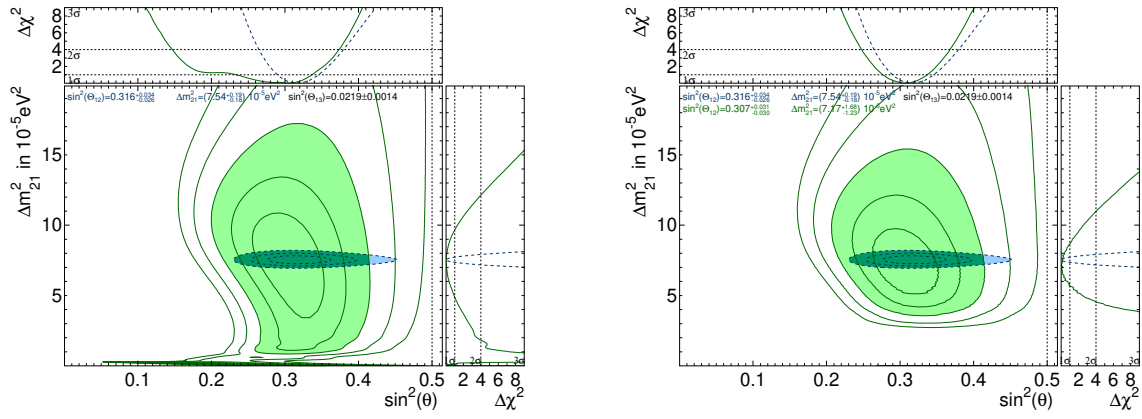 Δχ²
8
6
4
2
3σ
2σ
1σ
sin²(Θ₁₂)=0.316⁺⁰·⁰³⁴₋₀.₀₂₆ Δm²₂₁=(7.54⁺⁰·¹⁹₋₀.₁₈) 10⁻⁵eV² sin²(Θ₁₃)=0.0219±0.0014
Δm²₂₁ in 10⁻⁵eV²
15
10
5
0.1 0.2 0.3 0.4 0.5
sin²(θ)
1σ 2σ 3σ
2 4 6 8
Δχ²
Δχ²
8
6
4
2
3σ
2σ
1σ
sin²(Θ₁₂)=0.316⁺⁰·⁰³⁴₋₀.₀₂₆ Δm²₂₁=(7.54⁺⁰·¹⁹₋₀.₁₈) 10⁻⁵eV² sin²(Θ₁₃)=0.0219±0.0014
sin²(Θ₁₂)=0.307⁺⁰·⁰³¹₋₀.₀₃₀ Δm²₂₁=(7.17⁺¹·⁶⁸₋₁.₂₃) 10⁻⁵eV²
Δm²₂₁ in 10⁻⁵eV²
15
10
5
0.1 0.2 0.3 0.4 0.5
sin²(θ)
1σ 2σ 3σ
2 4 6 8
Δχ²